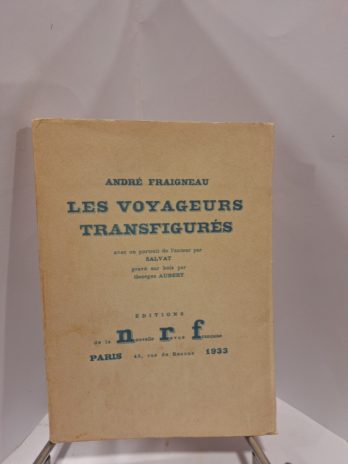 ANDRÉ FRAIGNEAU
LES VOYAGEURS
TRANSFIGURÉS
avec un portrait de l'auteur par
SALVAT
gravé sur bois par
Georges AUBERT
ÉDITIONS
de la nouvelle revue française
PARIS 43, rue de Beaune 1933